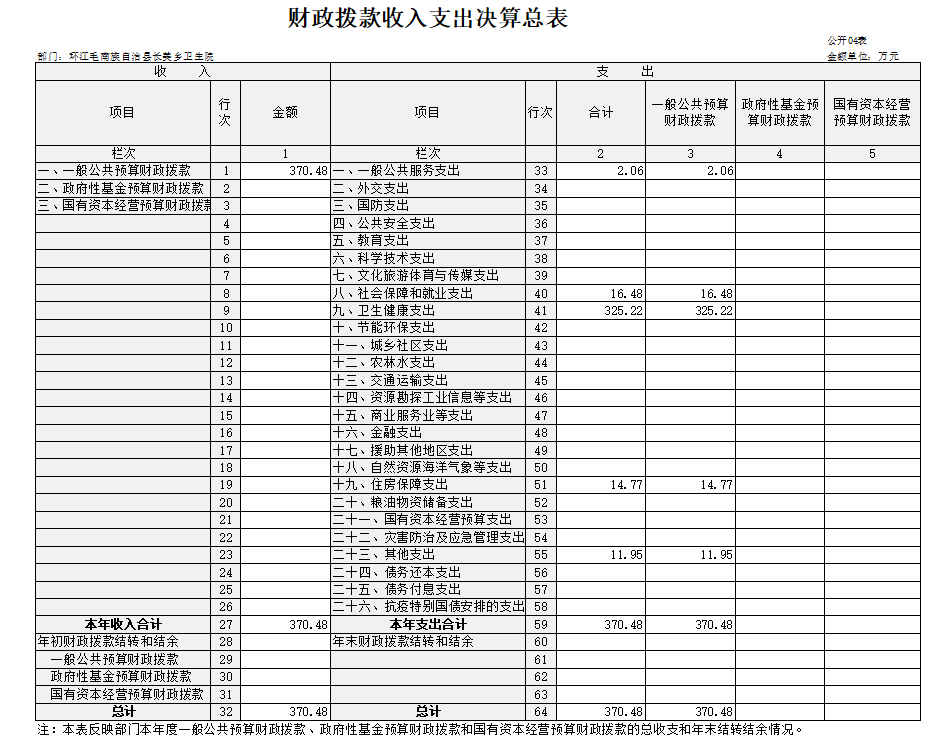 财政拨款收入支出决算总表
公开04表
部门：环江毛南族自治县长美乡卫生院 金额单位：万元
收 入 支 出
项目 行次 金额 项目 行次 合计 一般公共预算财政拨款 政府性基金预算财政拨款 国有资本经营预算财政拨款
栏次 1 栏次 2 3 4 5
一、一般公共预算财政拨款 1 370.48 一、一般公共服务支出 33 2.06 2.06
二、政府性基金预算财政拨款 2 二、外交支出 34
三、国有资本经营预算财政拨款 3 三、国防支出 35
4 四、公共安全支出 36
5 五、教育支出 37
6 六、科学技术支出 38
7 七、文化旅游体育与传媒支出 39
8 八、社会保障和就业支出 40 16.48 16.48
9 九、卫生健康支出 41 325.22 325.22
10 十、节能环保支出 42
11 十一、城乡社区支出 43
12 十二、农林水支出 44
13 十三、交通运输支出 45
14 十四、资源勘探工业信息等支出 46
15 十五、商业服务业等支出 47
16 十六、金融支出 48
17 十七、援助其他地区支出 49
18 十八、自然资源海洋气象等支出 50
19 十九、住房保障支出 51 14.77 14.77
20 二十、粮油物资储备支出 52
21 二十一、国有资本经营预算支出 53
22 二十二、灾害防治及应急管理支出 54
23 二十三、其他支出 55 11.95 11.95
24 二十四、债务还本支出 56
25 二十五、债务付息支出 57
26 二十六、抗疫特别国债安排的支出 58
本年收入合计 27 370.48 本年支出合计 59 370.48 370.48
年初财政拨款结转和结余 28 年末财政拨款结转和结余 60
一般公共预算财政拨款 29 61
政府性基金预算财政拨款 30 62
国有资本经营预算财政拨款 31 63
总计 32 370.48 总计 64 370.48 370.48
注：本表反映部门本年度一般公共预算财政拨款、政府性基金预算财政拨款和国有资本经营预算财政拨款的总收支和年末结转结余情况。